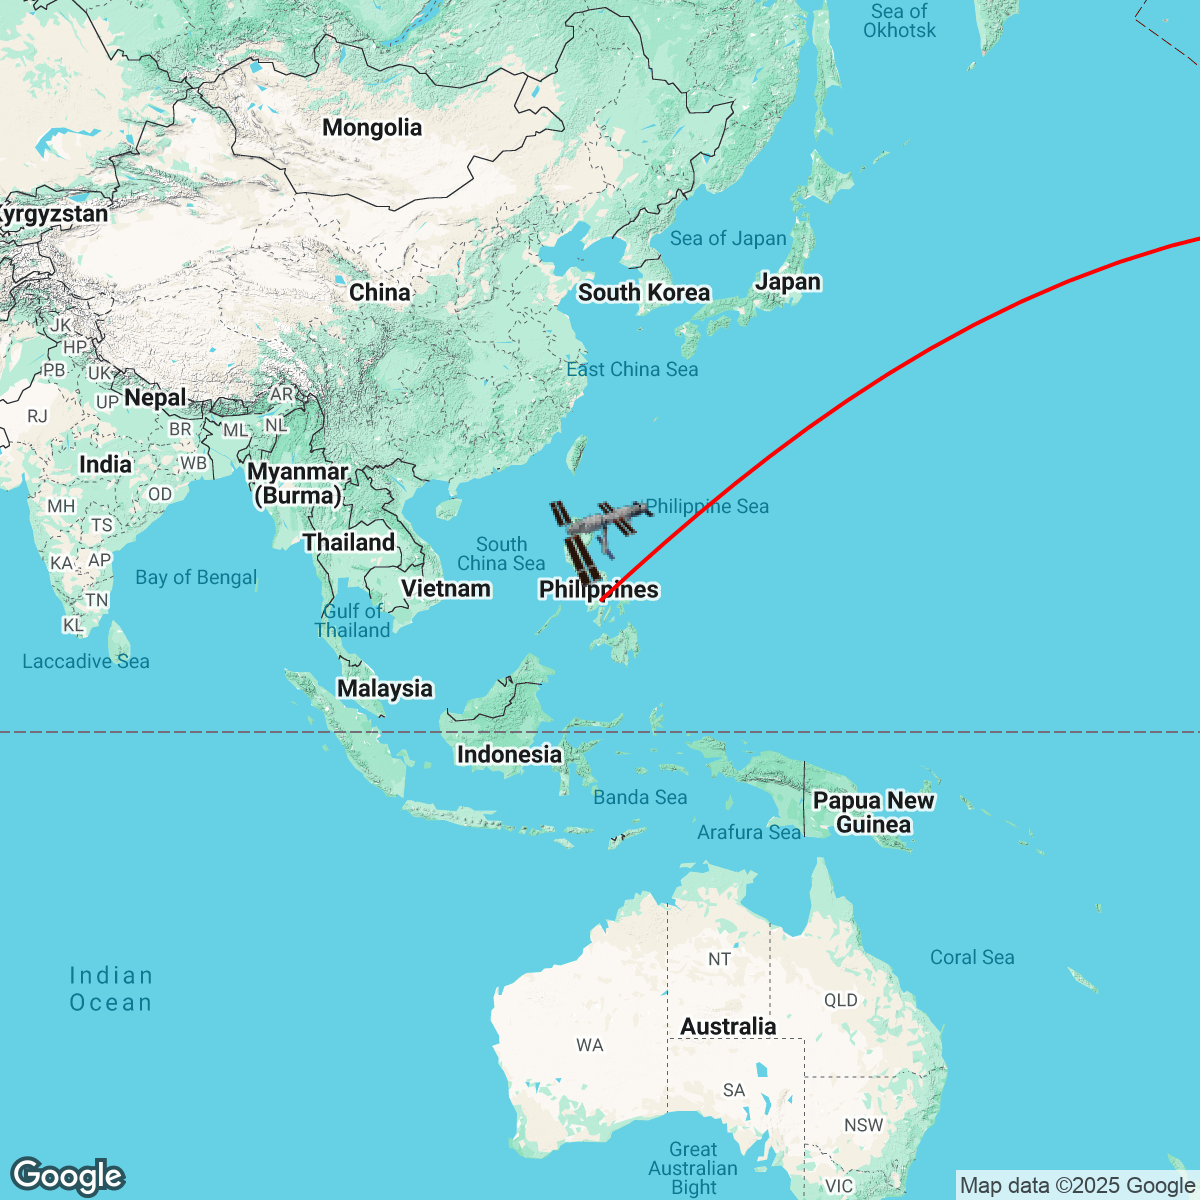 Sea of
Okhotsk
Mongolia
Kyrgyzstan
Sea of Japan
Japan
China
South Korea
JK
HP
PB
UK
East China Sea
Nepal
AR
UP
RJ
BR
ML
NL
India
WB
Myanmar
(Burma)
OD
MH
Philippine Sea
TS
Thailand
South
China Sea
KA
AP
Bay of Bengal
Vietnam
Philippines
TN
Gulf of
Thailand
KL
Laccadive Sea
Malaysia
Indonesia
Banda Sea
Papua New
Guinea
Arafura Sea
NT
Coral Sea
Indian
Ocean
QLD
Australia
WA
SA
NSW
Great
Australian
Bight
VIC
Google
Map data ©2025 Google